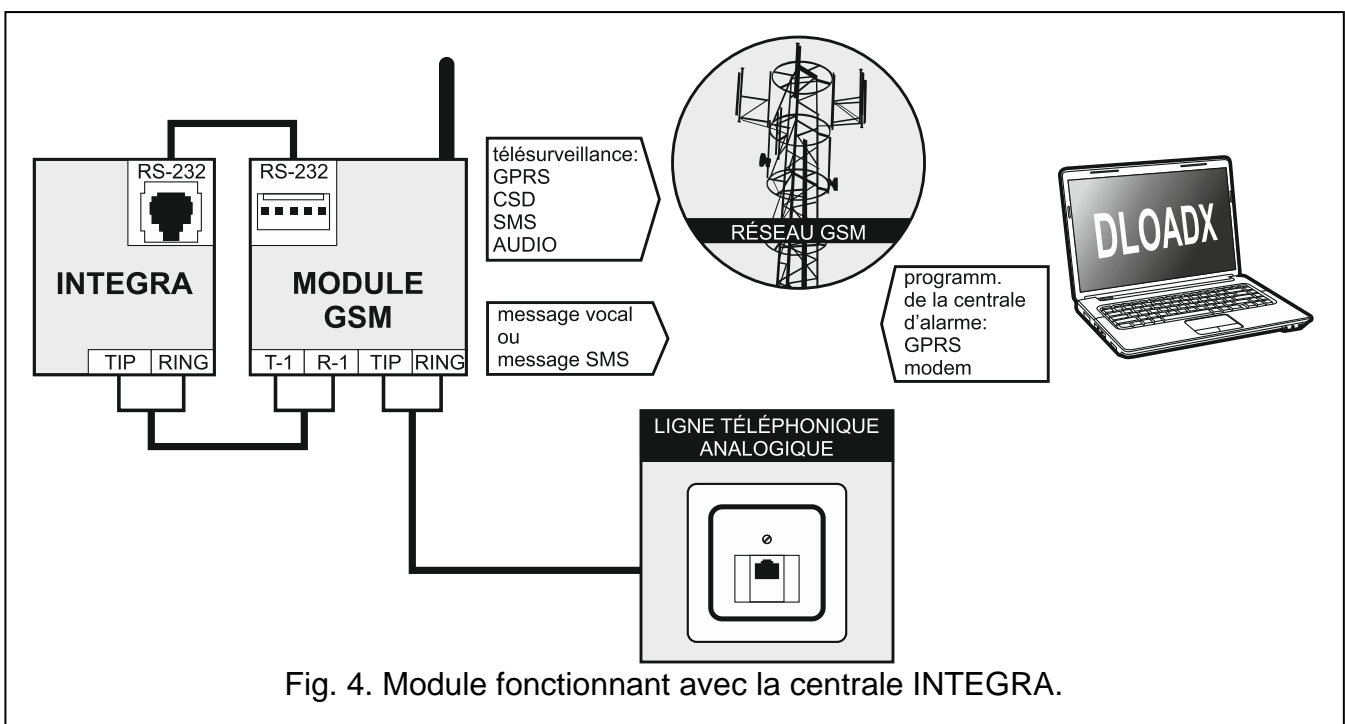 RS-232
RS-232
INTEGRA
MODULE
GSM
TIP
RING
T-1
R-1
TIP
RING
télésurveillance:
GPRS
CSD
SMS
AUDIO
message vocal
ou
message SMS
RÉSEAU GSM
programm.
de la centrale
d'alarme:
GPRS
modem
DLOADX
LIGNE TÉLÉPHONIQUE
ANALOGIQUE
Fig. 4. Module fonctionnant avec la centrale INTEGRA.